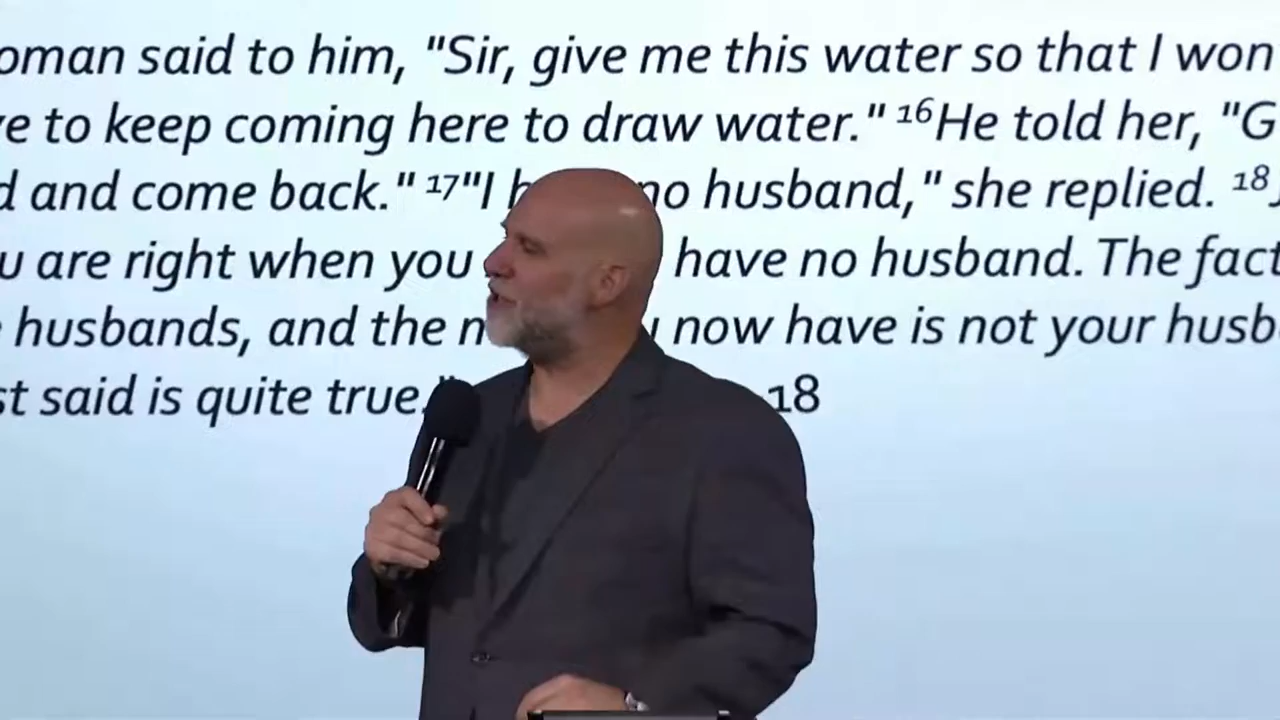 oman said to him, "Sir, give me this water so that I won
ve to keep coming here to draw water." 16He told her, "G
d and come back." 17"I no husband," she replied. 18J
u are right when you have no husband. The fact
husbands, and the now have is not your husb
st said is quite true." 18